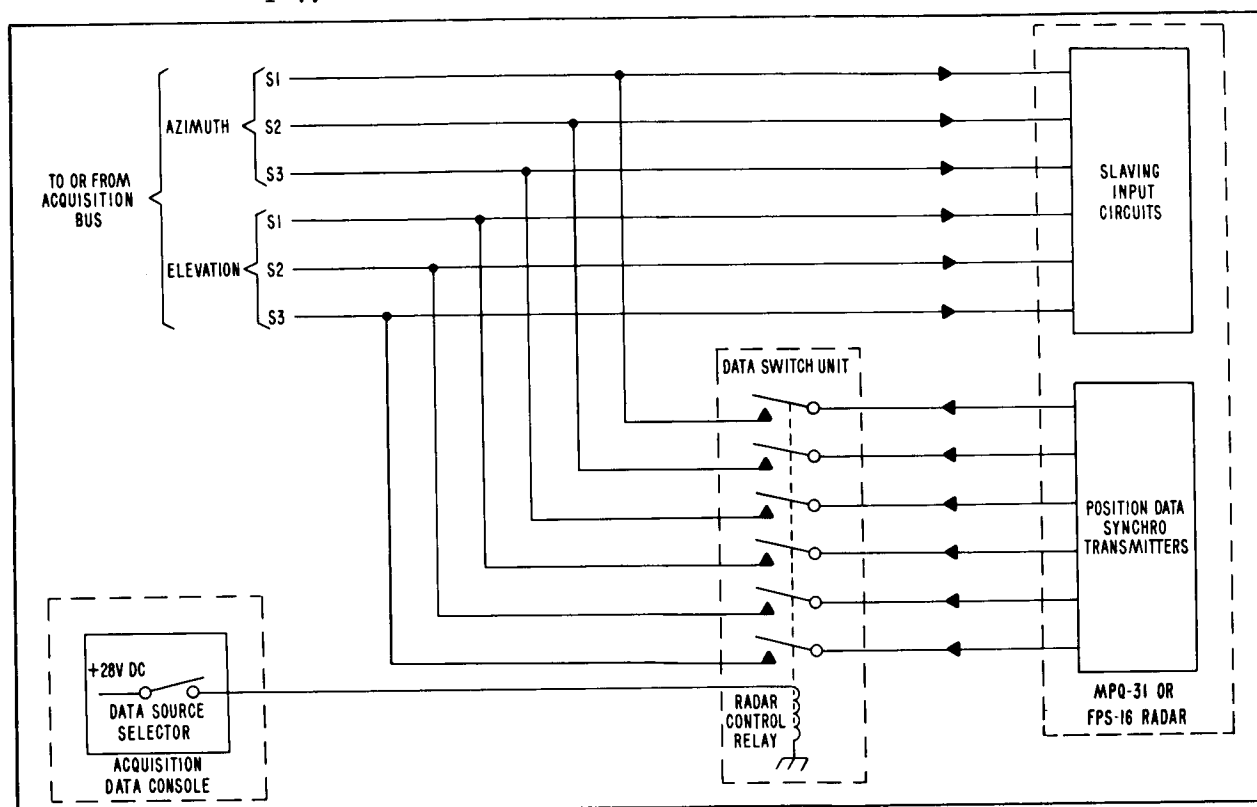 TO OR FROM
ACQUISITION
BUS
AZIMUTH
S1
S2
S3
ELEVATION
S1
S2
S3
SLAVING
INPUT
CIRCUITS
DATA SWITCH UNIT
POSITION DATA
SYNCHRO
TRANSMITTERS
MPQ-31 OR
FPS-16 RADAR
RADAR
CONTROL
RELAY
+28V DC
DATA SOURCE
SELECTOR
ACQUISITION
DATA CONSOLE